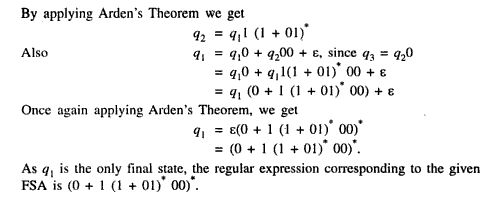 By applying Arden's Theorem we get
q₂ = q₁1 (1 + 01)*
Also q₁ = q₁0 + q₂00 + ε, since q₃ = q₂0
= q₁0 + q₁1(1 + 01)* 00 + ε
= q₁ (0 + 1 (1 + 01)* 00) + ε
Once again applying Arden's Theorem, we get
q₁ = ε(0 + 1 (1 + 01)* 00)*
= (0 + 1 (1 + 01)* 00)*.
As q₁ is the only final state, the regular expression corresponding to the given
FSA is (0 + 1 (1 + 01)* 00)*.